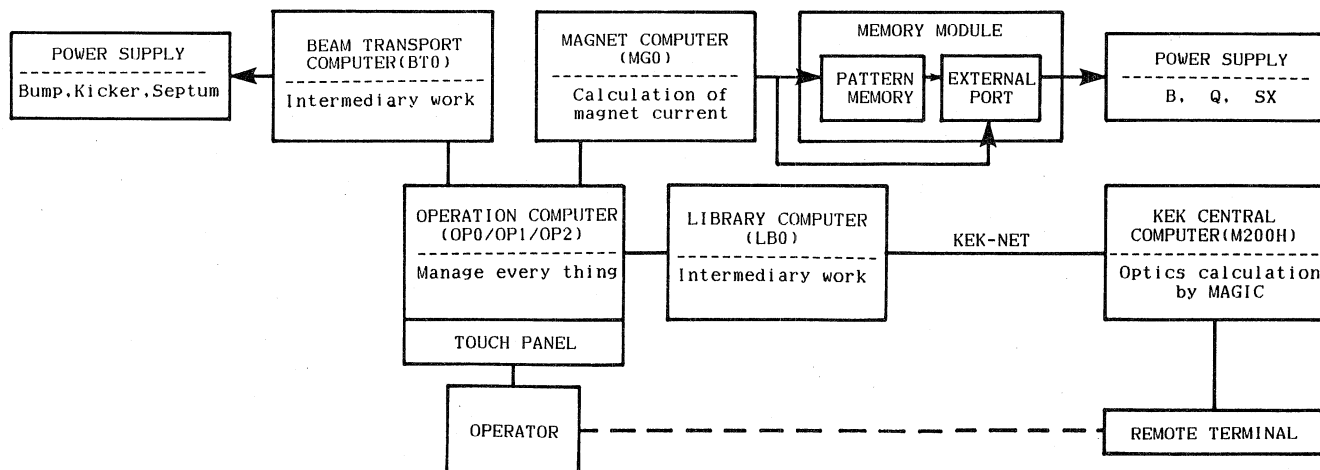 POWER SUPPLY
Bump,Kicker,Septum
BEAM TRANSPORT
COMPUTER(BT0)
Intermediary work
MAGNET COMPUTER
(MG0)
Calculation of
magnet current
MEMORY MODULE
PATTERN
MEMORY
EXTERNAL
PORT
POWER SUPPLY
B, Q, SX
OPERATION COMPUTER
(OP0/OP1/OP2)
Manage every thing
TOUCH PANEL
LIBRARY COMPUTER
(LB0)
Intermediary work
KEK-NET
KEK CENTRAL
COMPUTER(M200H)
Optics calculation
by MAGIC
OPERATOR
REMOTE TERMINAL